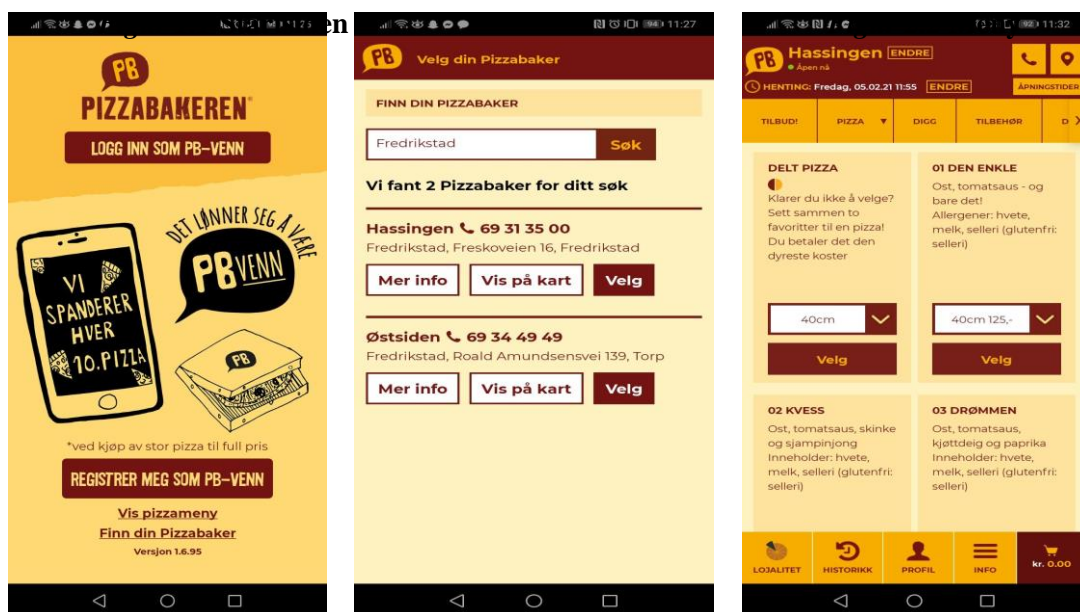 en
PB
PIZZABAKEREN
LOGG INN SOM PB-VENN
DET LØNNER SEG Å VÆRE
PB VENN
VI
SPANDERER
HVER
10. PIZZA
PB
*ved kjøp av stor pizza til full pris
REGISTRER MEG SOM PB-VENN
Vis pizzameny
Finn din Pizzabaker
Versjon 1.6.95
94 11:27
PB Velg din Pizzabaker
FINN DIN PIZZABAKER
Fredrikstad Søk
Vi fant 2 Pizzabaker for ditt søk
Hassingen 69 31 35 00
Fredrikstad, Freskoveien 16, Fredrikstad
Mer info Vis på kart Velg
Østsiden 69 34 49 49
Fredrikstad, Roald Amundsensvei 139, Torp
Mer info Vis på kart Velg
92 11:32
PB Hassingen ENDRE
Åpen nå
HENTING: Fredag, 05.02.21 11:55 ENDRE ÅPNINGSTIDER
TILBUD! PIZZA DIGG TILBEHØR D
DELT PIZZA
Klarer du ikke å velge?
Sett sammen to
favoritter til en pizza!
Du betaler det den
dyreste koster
40cm
Velg
01 DEN ENKLE
Ost, tomatsaus - og
bare det!
Allergener: hvete,
melk, selleri (glutenfri:
selleri)
40cm 125,-
Velg
02 KVESS
Ost, tomatsaus, skinke
og sjampinjong
Inneholder: hvete,
melk, selleri (glutenfri:
selleri)
03 DRØMMEN
Ost, tomatsaus,
kjøttdeig og paprika
Inneholder: hvete,
melk, selleri (glutenfri:
selleri)
LOJALITET HISTORIKK PROFIL INFO kr. 0.00